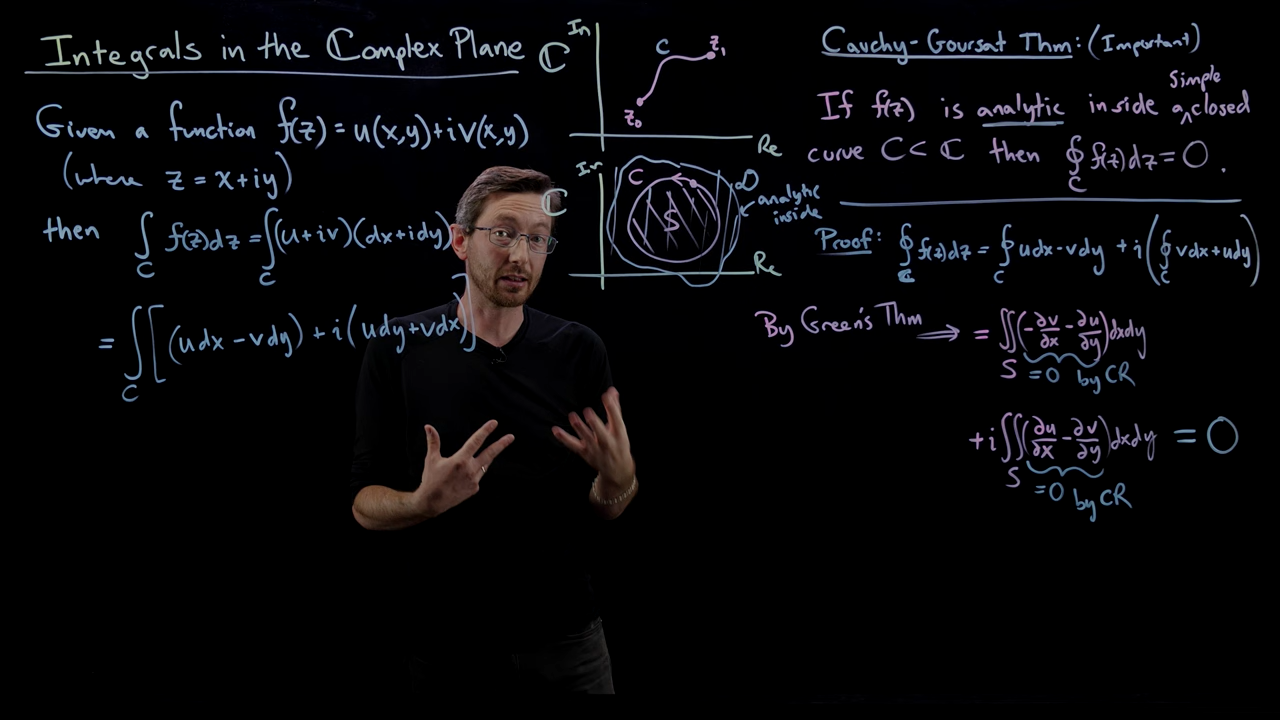 Integrals in the Complex Plane
Given a function f(z) = u(x,y) + i v(x,y)
(where z = x+iy)
then ∫_C f(z)dz = ∫_C (u+iv)(dx+idy)
= ∫∫_C [(udx - vdy) + i(udy+vdx)]
ℂ Im
C
z₁
z₀
Re
ℂ Im
C
D
S
analytic
inside
Re
Cauchy-Goursat Thm: (Important)
If f(z) is analytic inside a simple closed
curve C < ℂ then ∮_C f(z)dz = 0.
Proof: ∮_C f(z)dz = ∮_C udx - vdy + i(∮_C vdx + udy)
By Green's Thm ⟹ = ∬_S (-∂v/∂x - ∂u/∂y) dxdy
= 0 by CR
+ i ∬_S (∂u/∂x - ∂v/∂y) dxdy = 0
= 0 by CR